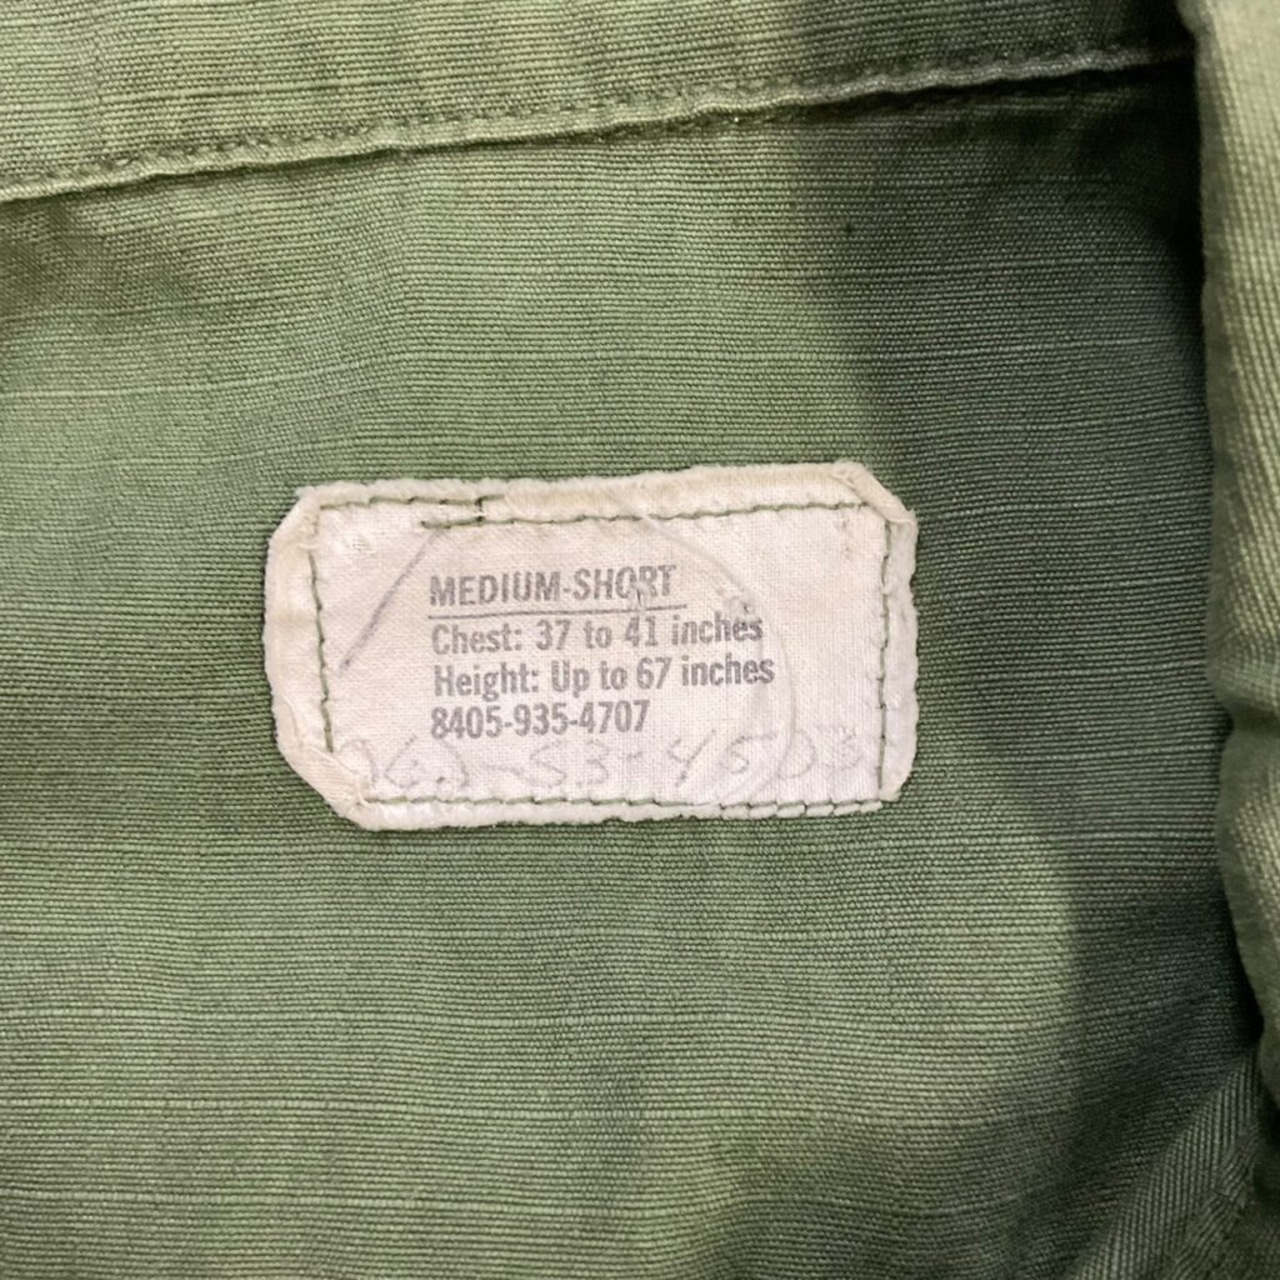 MEDIUM-SHORT
Chest: 37 to 41 inches
Height: Up to 67 inches
8405-935-4707